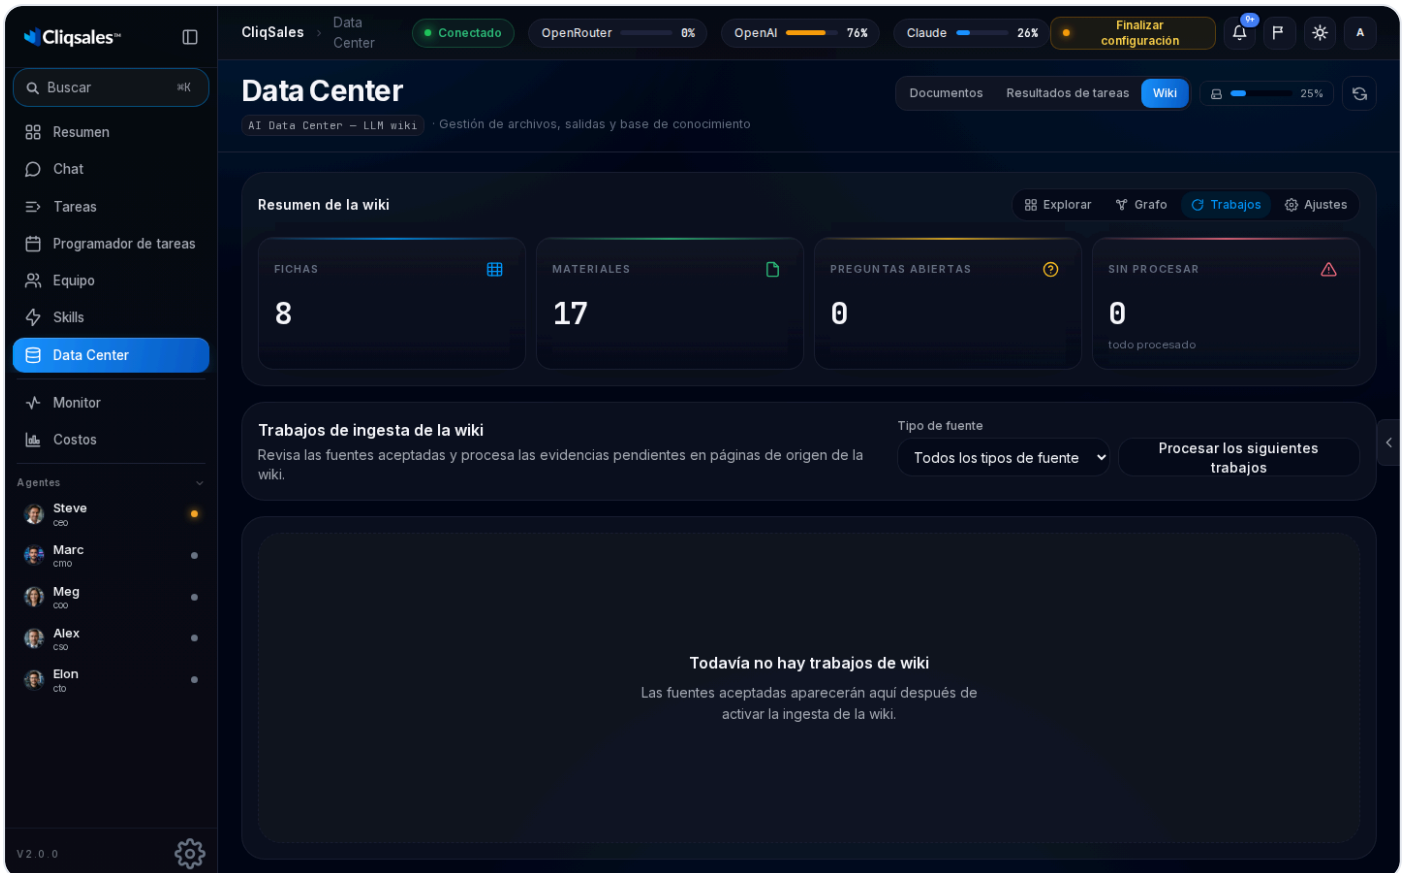 Cliqsales™
Buscar ⌘K
Resumen
Chat
Tareas
Programador de tareas
Equipo
Skills
Data Center
Monitor
Costos
Agentes
Steve
ceo
Marc
cmo
Meg
coo
Alex
cso
Elon
cto
V2.0.0
CliqSales
Data
Center
Conectado
OpenRouter 0%
OpenAI 76%
Claude 26%
Finalizar
configuración
9+
A
Data Center
AI Data Center — LLM wiki · Gestión de archivos, salidas y base de conocimiento
Documentos
Resultados de tareas
Wiki
25%
Resumen de la wiki
Explorar
Grafo
Trabajos
Ajustes
FICHAS
8
MATERIALES
17
PREGUNTAS ABIERTAS
0
SIN PROCESAR
0
todo procesado
Trabajos de ingesta de la wiki
Revisa las fuentes aceptadas y procesa las evidencias pendientes en páginas de origen de la
wiki.
Tipo de fuente
Todos los tipos de fuente
Procesar los siguientes
trabajos
Todavía no hay trabajos de wiki
Las fuentes aceptadas aparecerán aquí después de
activar la ingesta de la wiki.